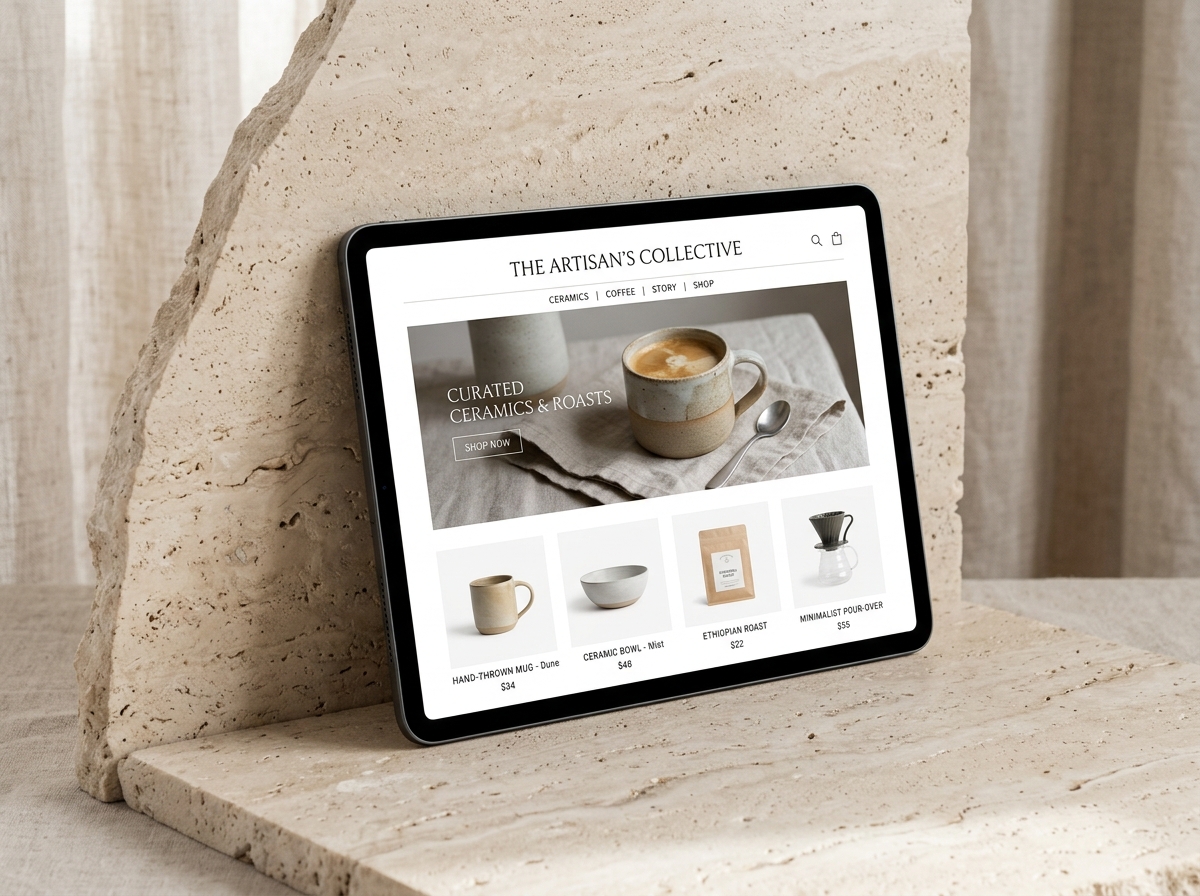 THE ARTISAN'S COLLECTIVE
CERAMICS | COFFEE | STORY | SHOP
CURATED
CERAMICS & ROASTS
SHOP NOW
HAND-THROWN MUG - Dune
$34
CERAMIC BOWL - Mist
$48
ETHIOPIAN ROAST
$22
MINIMALIST POUR-OVER
$55